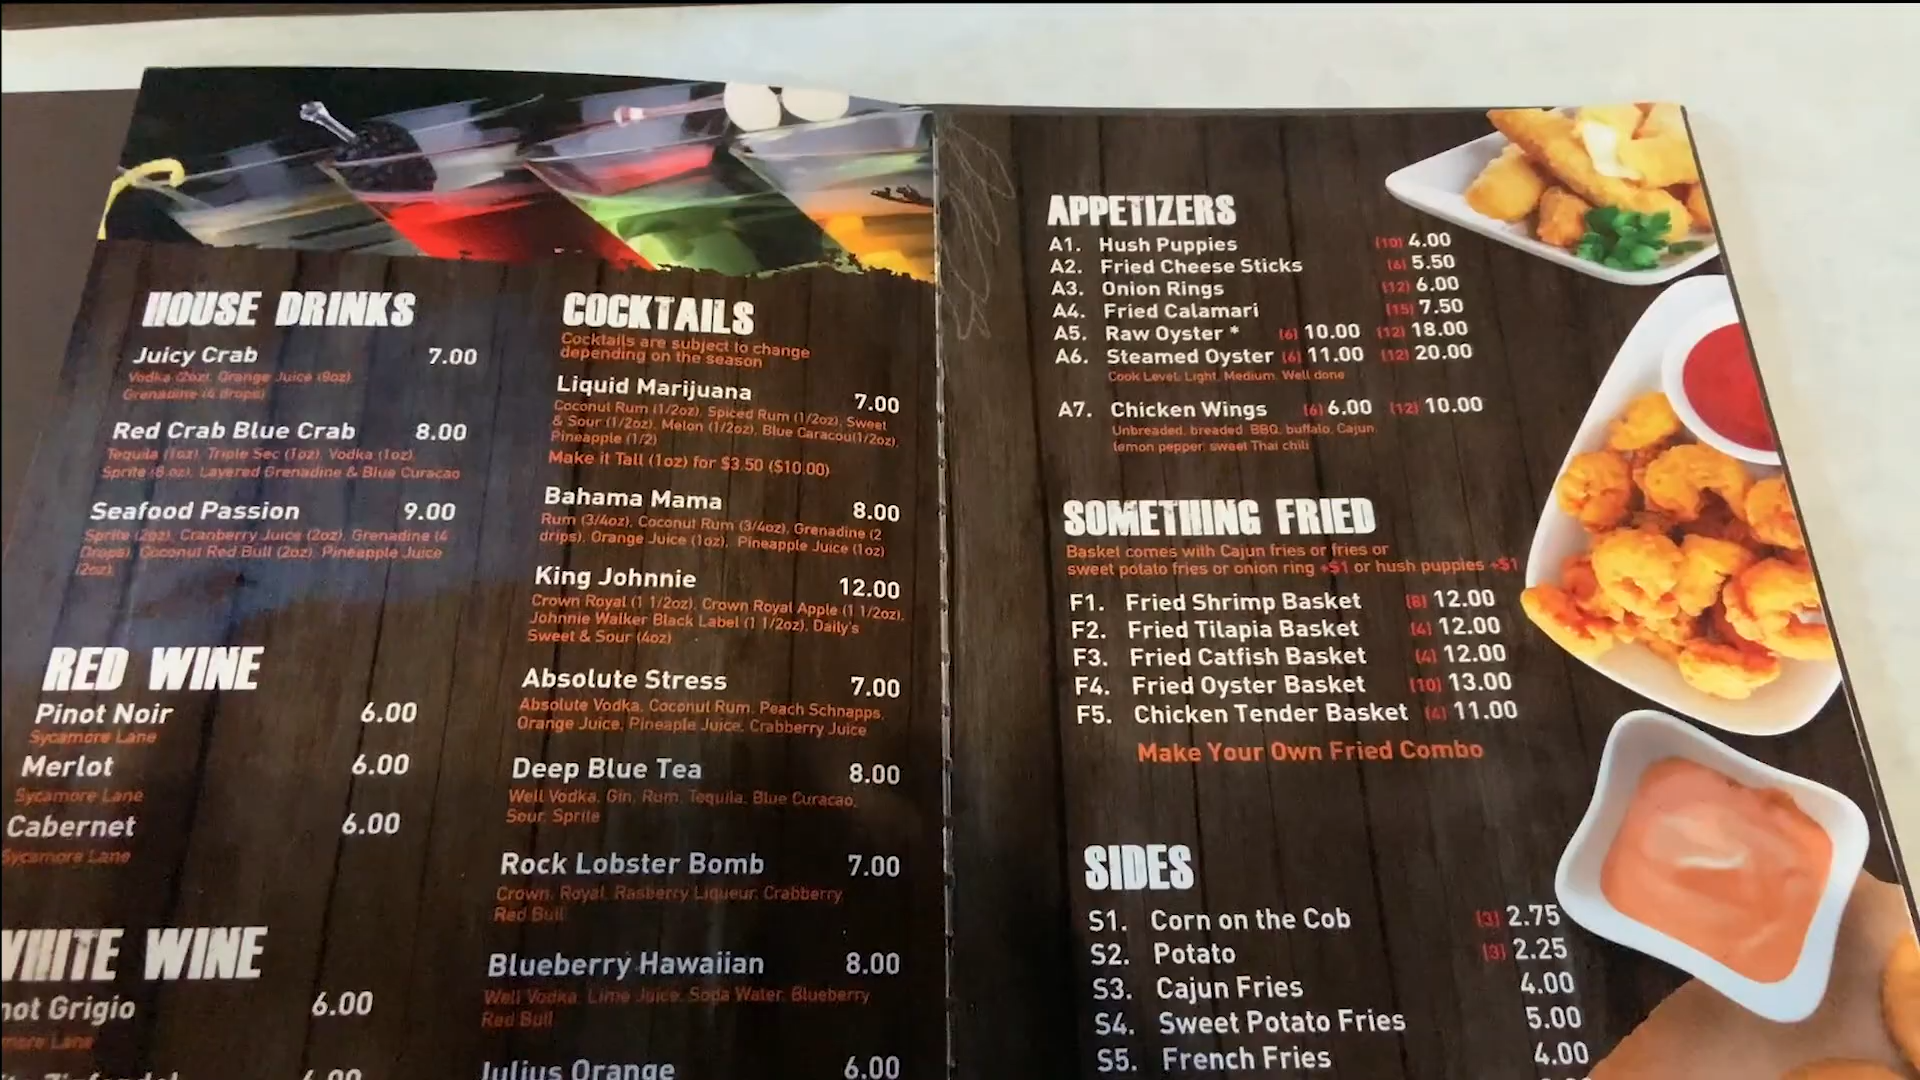 HOUSE DRINKS
Juicy Crab 7.00
Vodka (2oz), Orange Juice (8oz)
Grenadine (4 drops)
Red Crab Blue Crab 8.00
Tequila (1oz), Triple Sec (1oz), Vodka (1oz),
Sprite (8 oz), Layered Grenadine & Blue Curacao
Seafood Passion 9.00
Sprite (2oz), Cranberry Juice (2oz), Grenadine (4
Drops), Coconut Red Bull (2oz), Pineapple Juice
(2oz),
RED WINE
Pinot Noir 6.00
Sycamore Lane
Merlot 6.00
Sycamore Lane
Cabernet 6.00
Sycamore Lane
WHITE WINE
not Grigio 6.00
more Lane
COCKTAILS
Cocktails are subject to change
depending on the season
Liquid Marijuana 7.00
Coconut Rum (1/2oz), Spiced Rum (1/2oz), Sweet
& Sour (1/2oz), Melon (1/2oz), Blue Caracou(1/2oz),
Pineapple (1/2)
Make it Tall (1oz) for $3.50 ($10.00)
Bahama Mama 8.00
Rum (3/4oz), Coconut Rum (3/4oz), Grenadine (2
drips), Orange Juice (1oz), Pineapple Juice (1oz)
King Johnnie 12.00
Crown Royal (1 1/2oz), Crown Royal Apple (1 1/2oz),
Johnnie Walker Black Label (1 1/2oz), Daily's
Sweet & Sour (4oz)
Absolute Stress 7.00
Absolute Vodka, Coconut Rum, Peach Schnapps,
Orange Juice, Pineaple Juice, Crabberry Juice
Deep Blue Tea 8.00
Well Vodka, Gin, Rum, Tequila, Blue Curacao,
Sour, Sprite
Rock Lobster Bomb 7.00
Crown, Royal, Rasberry Liqueur, Crabberry
Red Bull
Blueberry Hawaiian 8.00
Well Vodka, Lime Juice, Soda Water, Blueberry
Red Bull
Julius Orange 6.00
APPETIZERS
A1. Hush Puppies (10) 4.00
A2. Fried Cheese Sticks (6) 5.50
A3. Onion Rings (12) 6.00
A4. Fried Calamari (15) 7.50
A5. Raw Oyster * (6) 10.00 (12) 18.00
A6. Steamed Oyster (6) 11.00 (12) 20.00
Cook Level: Light, Medium, Well done
A7. Chicken Wings (6) 6.00 (12) 10.00
Unbreaded, breaded, BBQ, buffalo, Cajun,
lemon pepper, sweet Thai chili
SOMETHING FRIED
Basket comes with Cajun fries or fries or
sweet potato fries or onion ring +$1 or hush puppies +$1
F1. Fried Shrimp Basket (8) 12.00
F2. Fried Tilapia Basket (4) 12.00
F3. Fried Catfish Basket (4) 12.00
F4. Fried Oyster Basket (10) 13.00
F5. Chicken Tender Basket (4) 11.00
Make Your Own Fried Combo
SIDES
S1. Corn on the Cob (3) 2.75
S2. Potato (3) 2.25
S3. Cajun Fries 4.00
S4. Sweet Potato Fries 5.00
S5. French Fries 4.00